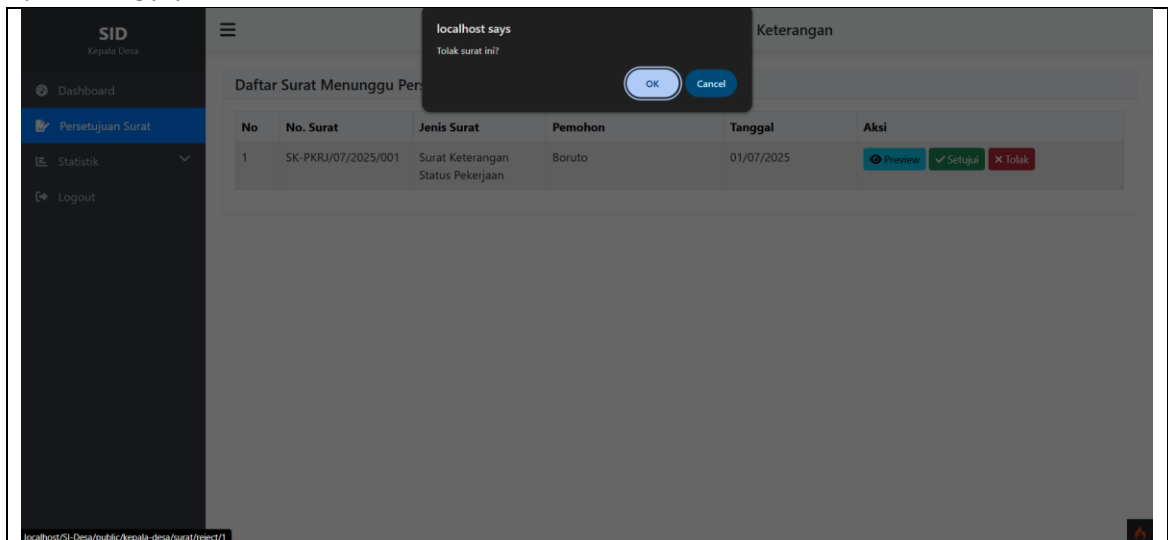 SID
Kepala Desa
Dashboard
Persetujuan Surat
Statistik
Logout
localhost says
Tolak surat ini?
OK
Cancel
Keterangan
Daftar Surat Menunggu Per
No No. Surat Jenis Surat Pemohon Tanggal Aksi
1 SK-PKRJ/07/2025/001 Surat Keterangan Boruto 01/07/2025 Preview Setujui Tolak
Status Pekerjaan
localhost/SI-Desa/public/kepala-desa/surat/reject/1